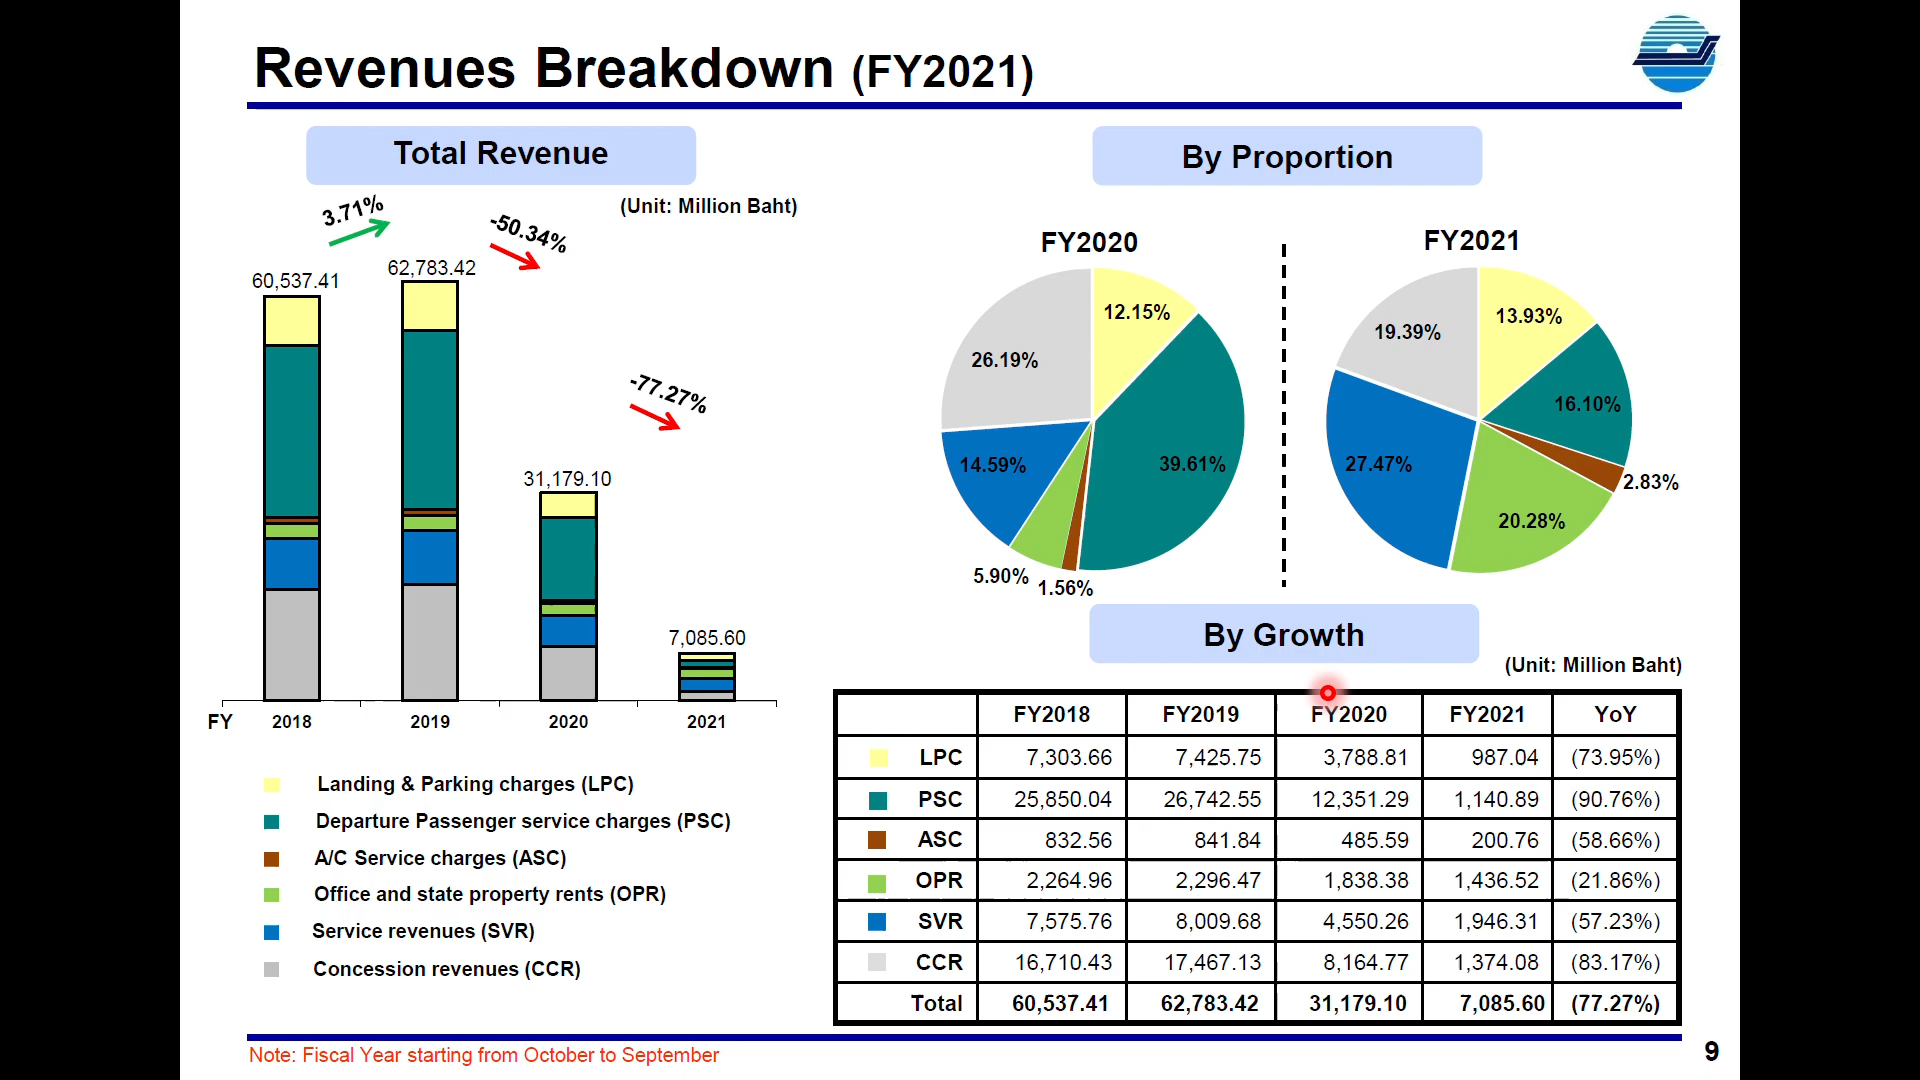 Revenues Breakdown (FY2021)
Total Revenue
(Unit: Million Baht)
3.71%
-50.34%
-77.27%
60,537.41
62,783.42
31,179.10
7,085.60
FY 2018 2019 2020 2021
Landing & Parking charges (LPC)
Departure Passenger service charges (PSC)
A/C Service charges (ASC)
Office and state property rents (OPR)
Service revenues (SVR)
Concession revenues (CCR)
By Proportion
FY2020
12.15%
39.61%
1.56%
5.90%
14.59%
26.19%
FY2021
13.93%
16.10%
2.83%
20.28%
27.47%
19.39%
By Growth
(Unit: Million Baht)
FY2018 FY2019 FY2020 FY2021 YoY
LPC 7,303.66 7,425.75 3,788.81 987.04 (73.95%)
PSC 25,850.04 26,742.55 12,351.29 1,140.89 (90.76%)
ASC 832.56 841.84 485.59 200.76 (58.66%)
OPR 2,264.96 2,296.47 1,838.38 1,436.52 (21.86%)
SVR 7,575.76 8,009.68 4,550.26 1,946.31 (57.23%)
CCR 16,710.43 17,467.13 8,164.77 1,374.08 (83.17%)
Total 60,537.41 62,783.42 31,179.10 7,085.60 (77.27%)
Note: Fiscal Year starting from October to September
9